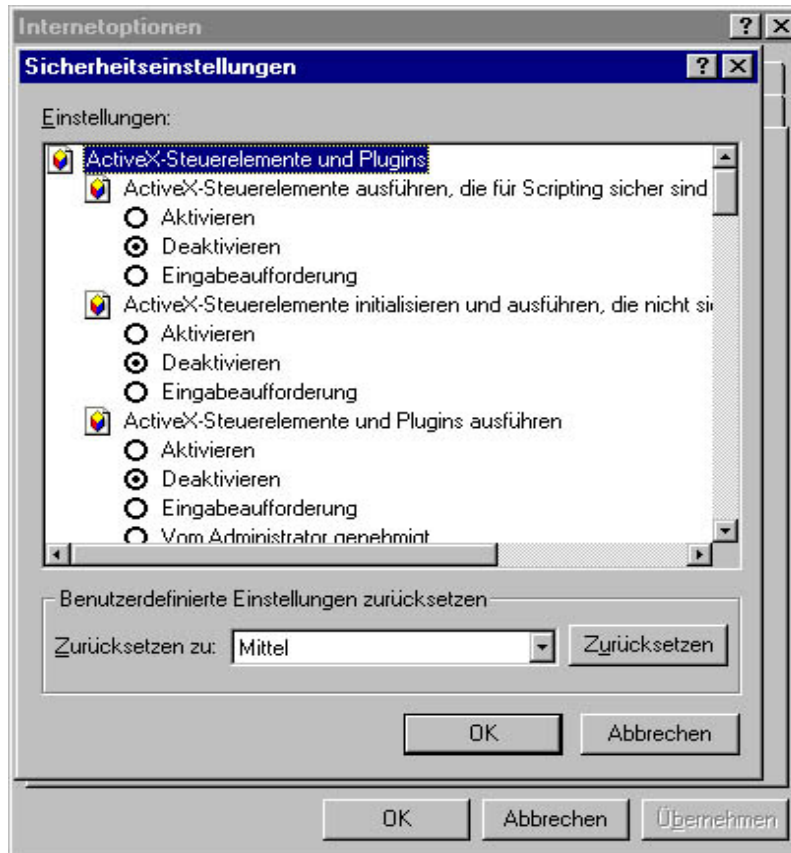 Internetoptionen
Sicherheitseinstellungen
Einstellungen:
ActiveX-Steuerelemente und Plugins
ActiveX-Steuerelemente ausführen, die für Scripting sicher sind
Aktivieren
Deaktivieren
Eingabeaufforderung
ActiveX-Steuerelemente initialisieren und ausführen, die nicht si
Aktivieren
Deaktivieren
Eingabeaufforderung
ActiveX-Steuerelemente und Plugins ausführen
Aktivieren
Deaktivieren
Eingabeaufforderung
Vom Administrator genehmigt
Benutzerdefinierte Einstellungen zurücksetzen
Zurücksetzen zu: Mittel Zurücksetzen
OK Abbrechen
OK Abbrechen Übernehmen